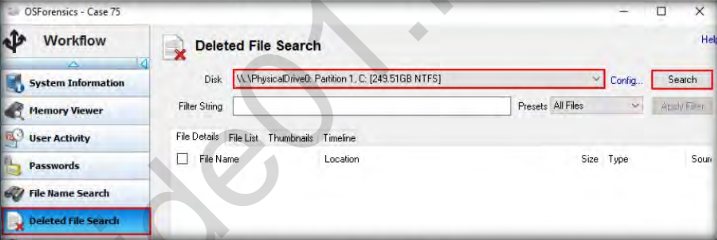 OSForensics - Case 75
Workflow
System Information
Memory Viewer
User Activity
Passwords
File Name Search
Deleted File Search
Deleted File Search
Help
Disk \\.\PhysicalDrive0: Partition 1, C: [249.51GB NTFS] Config... Search
Filter String Presets All Files Apply Filter
File Details File List Thumbnails Timeline
File Name Location Size Type